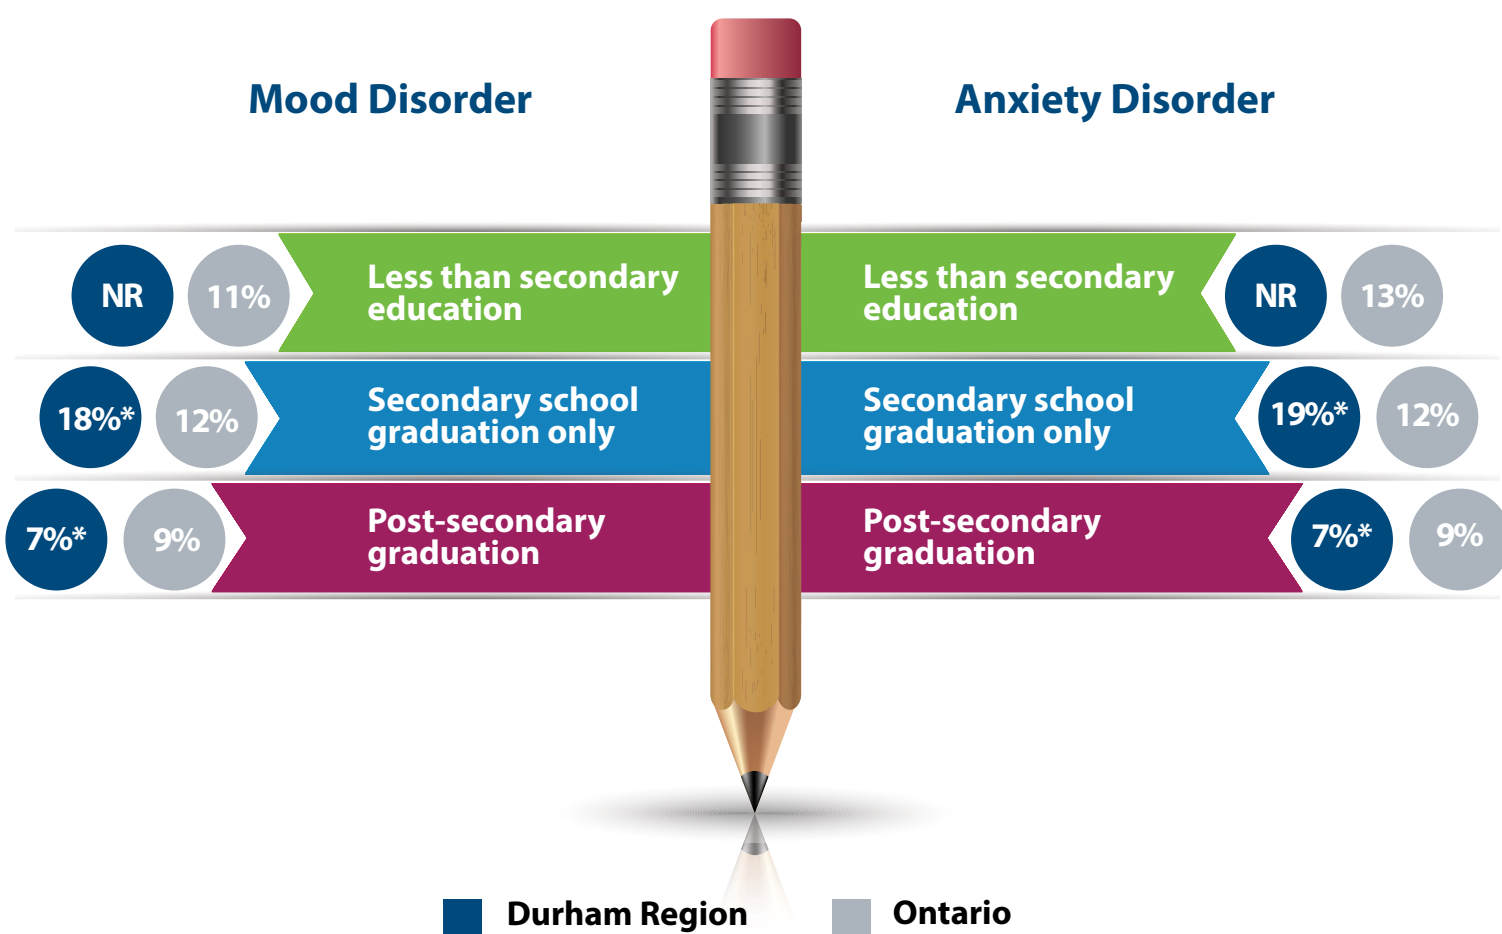 Mood Disorder
Anxiety Disorder
NR
11%
Less than secondary
education
Less than secondary
education
NR
13%
18%*
12%
Secondary school
graduation only
Secondary school
graduation only
19%*
12%
7%*
9%
Post-secondary
graduation
Post-secondary
graduation
7%*
9%
Durham Region
Ontario